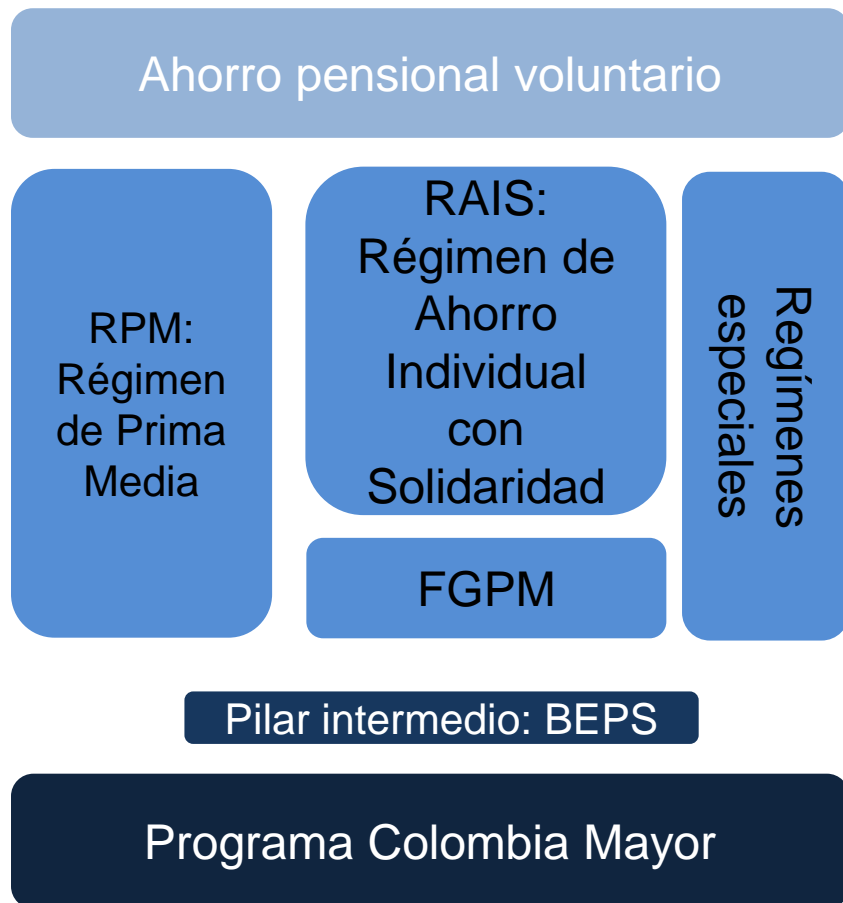 Ahorro pensional voluntario
RPM:
Régimen
de Prima
Media
RAIS:
Régimen de
Ahorro
Individual
con
Solidaridad
FGPM
Regímenes
especiales
Pilar intermedio: BEPS
Programa Colombia Mayor